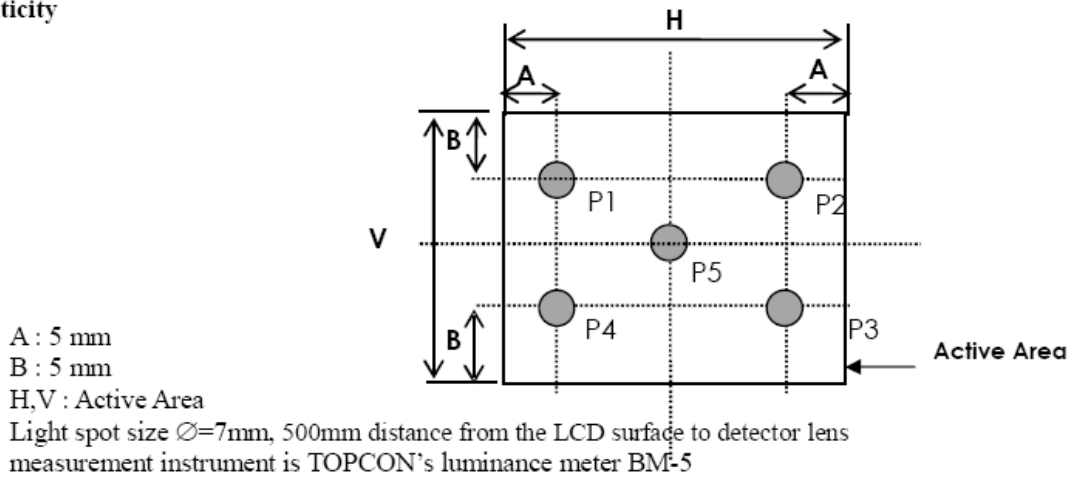 ticity
H
A
A
B
P1
P2
V
P5
B
P4
P3
Active Area
A : 5 mm
B : 5 mm
H,V : Active Area
Light spot size ∅=7mm, 500mm distance from the LCD surface to detector lens
measurement instrument is TOPCON's luminance meter BM-5